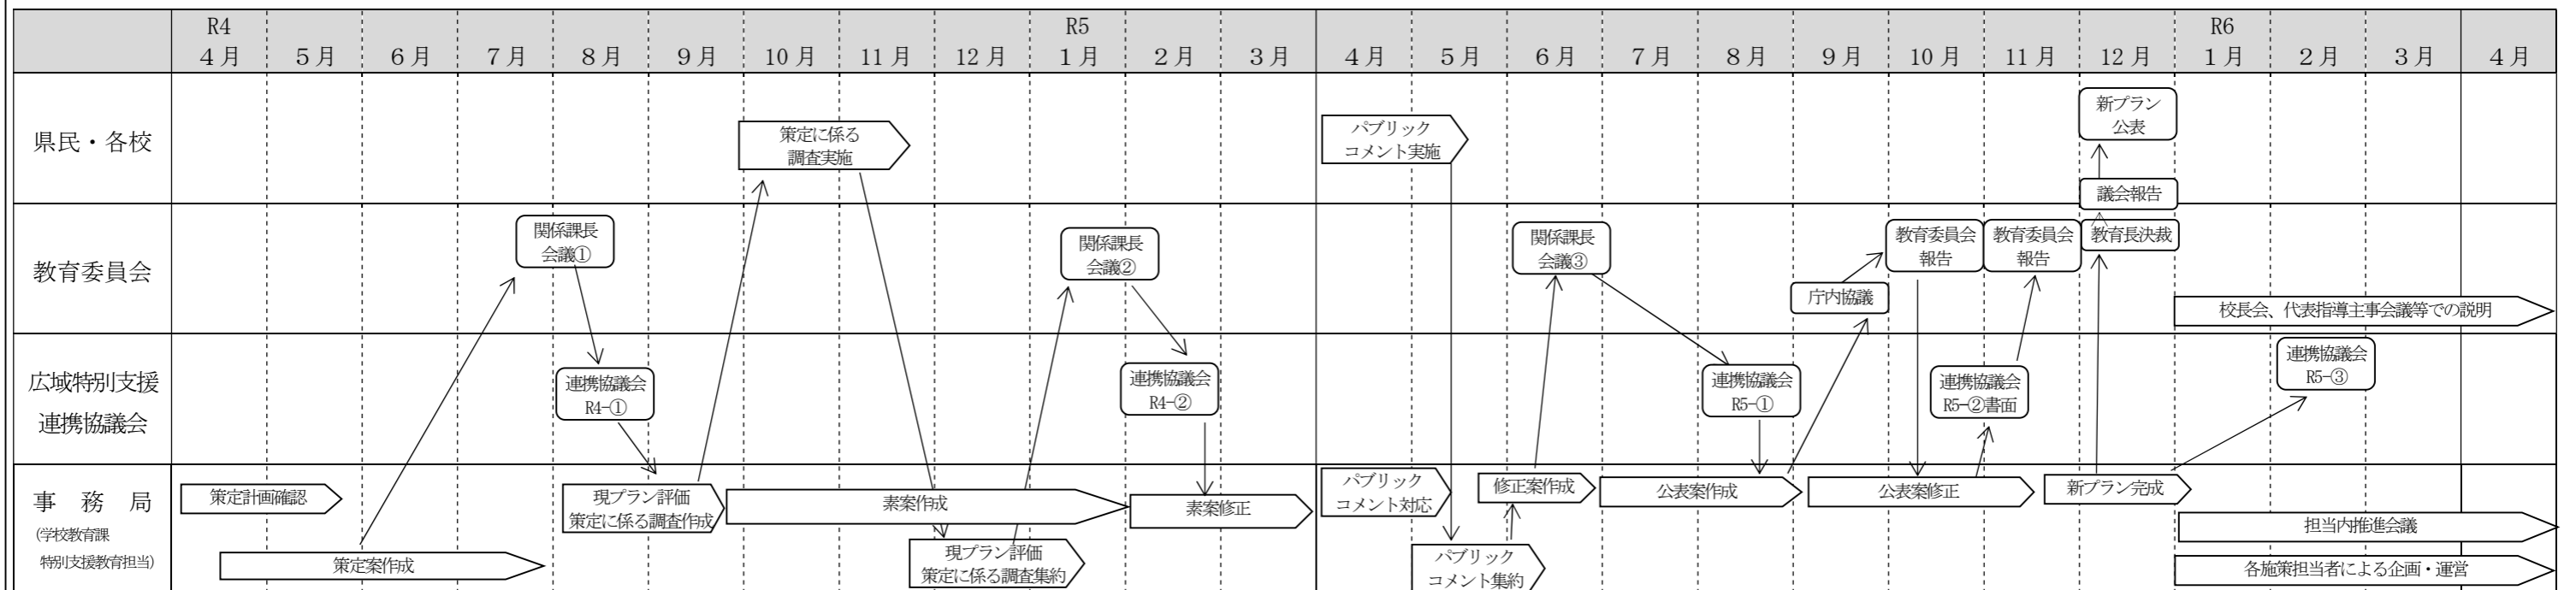 R4
R5
R6
4月
5月
6月
7月
8月
9月
10月
11月
12月
1月
2月
3月
4月
5月
6月
7月
8月
9月
10月
11月
12月
1月
2月
3月
4月
県民・各校
策定に係る
調査実施
パブリック
コメント実施
新プラン
公表
議会報告
教育委員会
関係課長
会議①
関係課長
会議②
関係課長
会議③
庁内協議
教育委員会
報告
教育委員会
報告
教育長決裁
校長会、代表指導主事会議等での説明
広域特別支援
連携協議会
連携協議会
R4-①
連携協議会
R4-②
連携協議会
R5-①
連携協議会
R5-②書面
連携協議会
R5-③
事務局
(学校教育課
特別支援教育担当)
策定計画確認
策定案作成
現プラン評価
策定に係る調査作成
素案作成
現プラン評価
策定に係る調査集約
素案修正
パブリック
コメント対応
パブリック
コメント集約
修正案作成
公表案作成
公表案修正
新プラン完成
担当内推進会議
各施策担当者による企画・運営